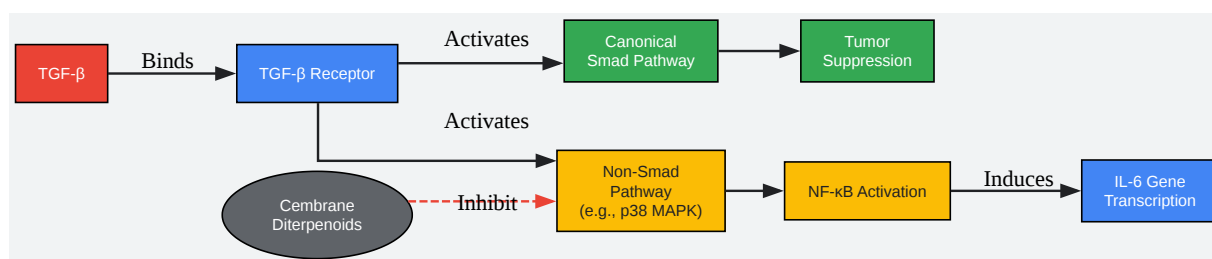 TGF-β
Binds
TGF-β Receptor
Activates
Canonical
Smad Pathway
Tumor
Suppression
Activates
Cembrane
Diterpenoids
Inhibit
Non-Smad
Pathway
(e.g., p38 MAPK)
NF-κB Activation
Induces
IL-6 Gene
Transcription